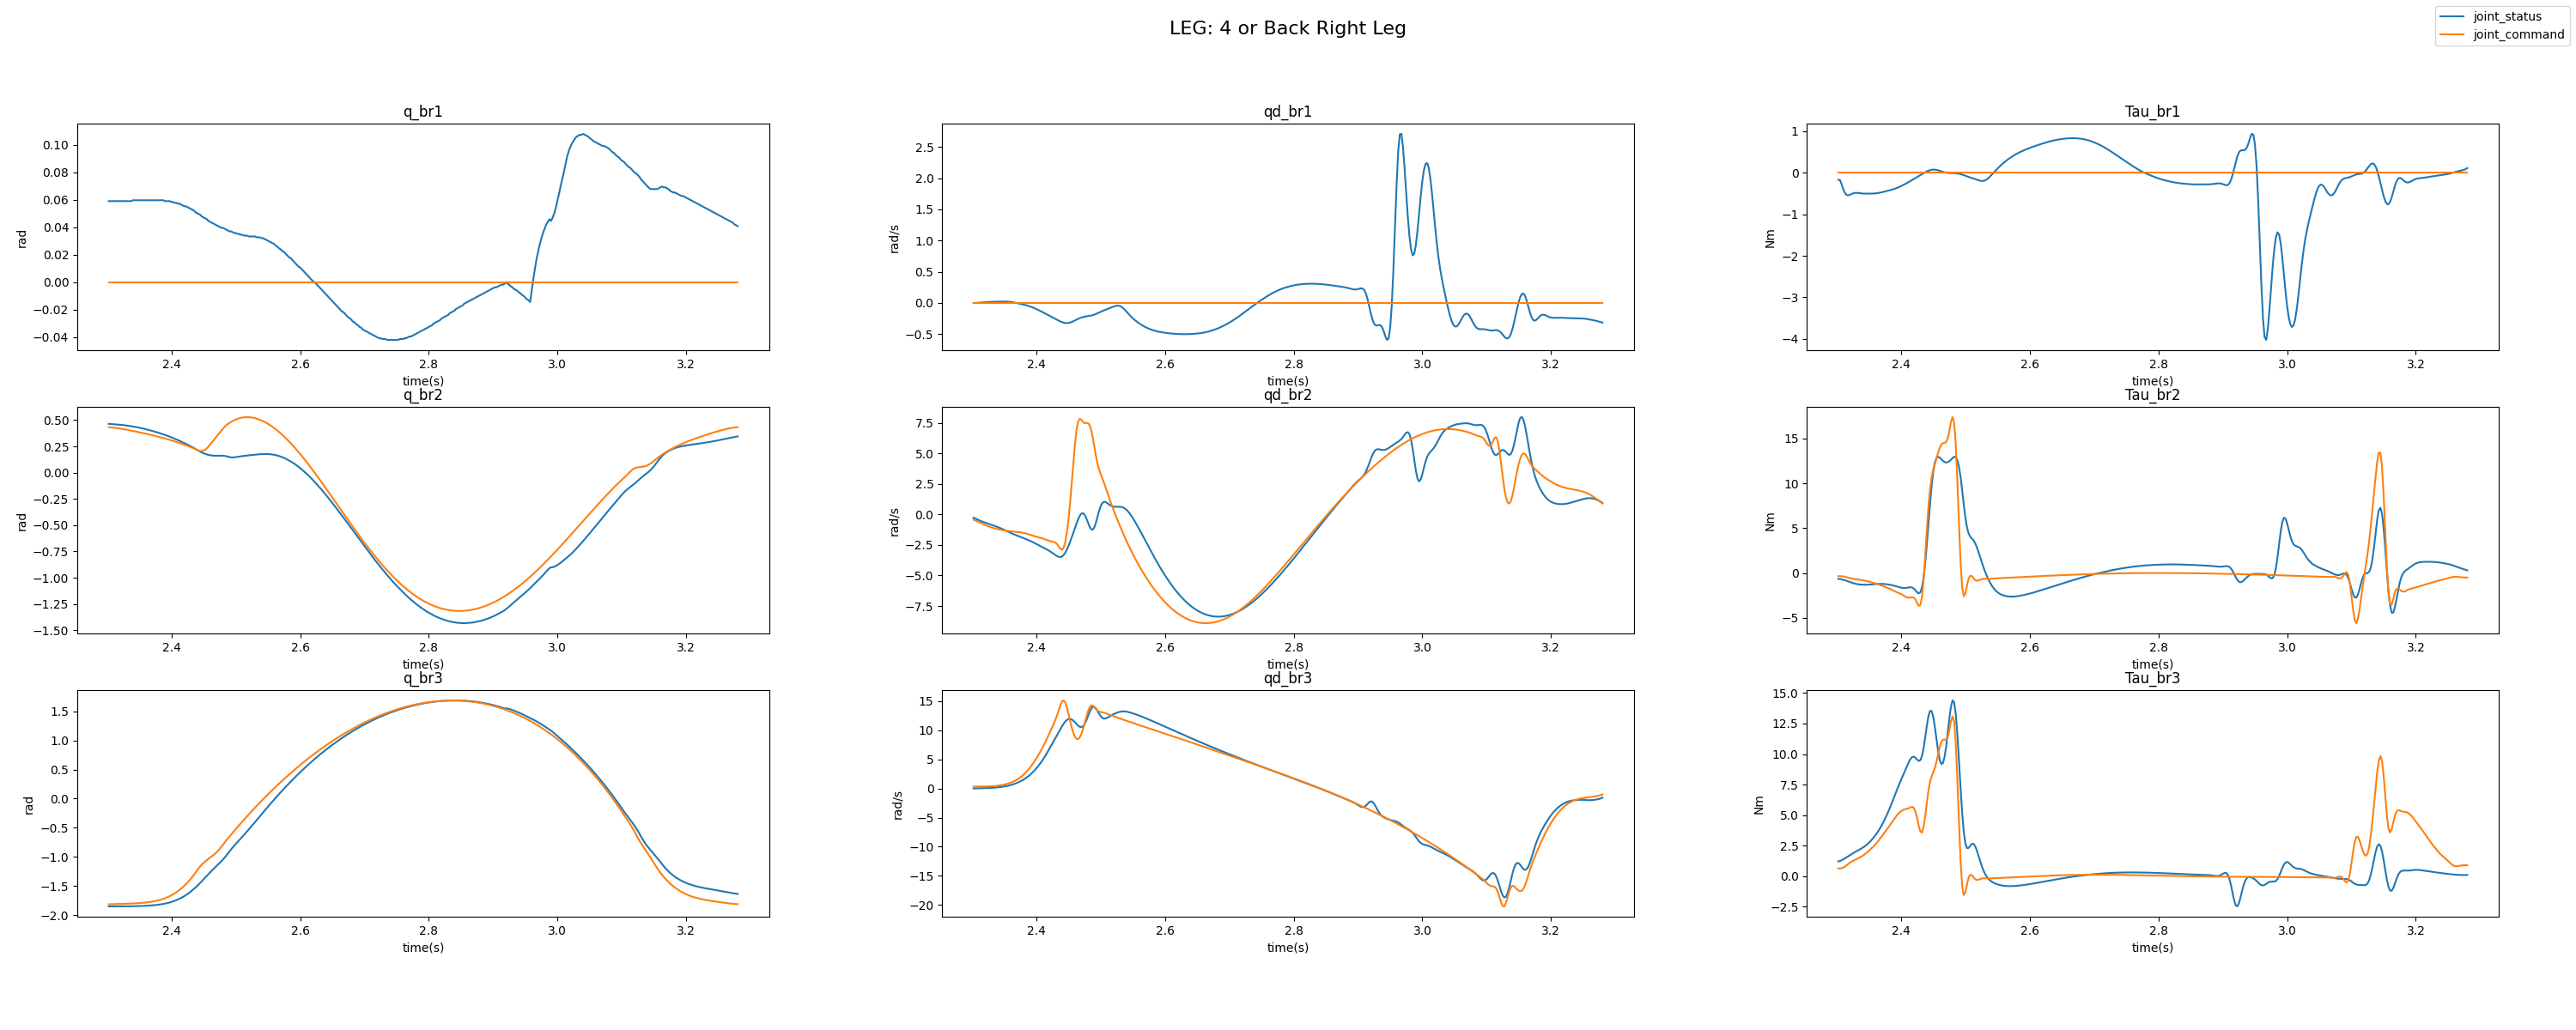 LEG: 4 or Back Right Leg
joint_status
joint_command
q_br1
qd_br1
Tau_br1
0.10
0.08
0.06
0.04
0.02
0.00
−0.02
−0.04
rad
2.4 2.6 2.8 3.0 3.2
time(s)
2.5
2.0
1.5
1.0
0.5
0.0
−0.5
rad/s
2.4 2.6 2.8 3.0 3.2
time(s)
1
0
−1
−2
−3
−4
Nm
2.4 2.6 2.8 3.0 3.2
time(s)
q_br2
qd_br2
Tau_br2
0.50
0.25
0.00
−0.25
−0.50
−0.75
−1.00
−1.25
−1.50
rad
2.4 2.6 2.8 3.0 3.2
time(s)
7.5
5.0
2.5
0.0
−2.5
−5.0
−7.5
rad/s
2.4 2.6 2.8 3.0 3.2
time(s)
15
10
5
0
−5
Nm
2.4 2.6 2.8 3.0 3.2
time(s)
q_br3
qd_br3
Tau_br3
1.5
1.0
0.5
0.0
−0.5
−1.0
−1.5
−2.0
rad
2.4 2.6 2.8 3.0 3.2
time(s)
15
10
5
0
−5
−10
−15
−20
rad/s
2.4 2.6 2.8 3.0 3.2
time(s)
15.0
12.5
10.0
7.5
5.0
2.5
0.0
−2.5
Nm
2.4 2.6 2.8 3.0 3.2
time(s)